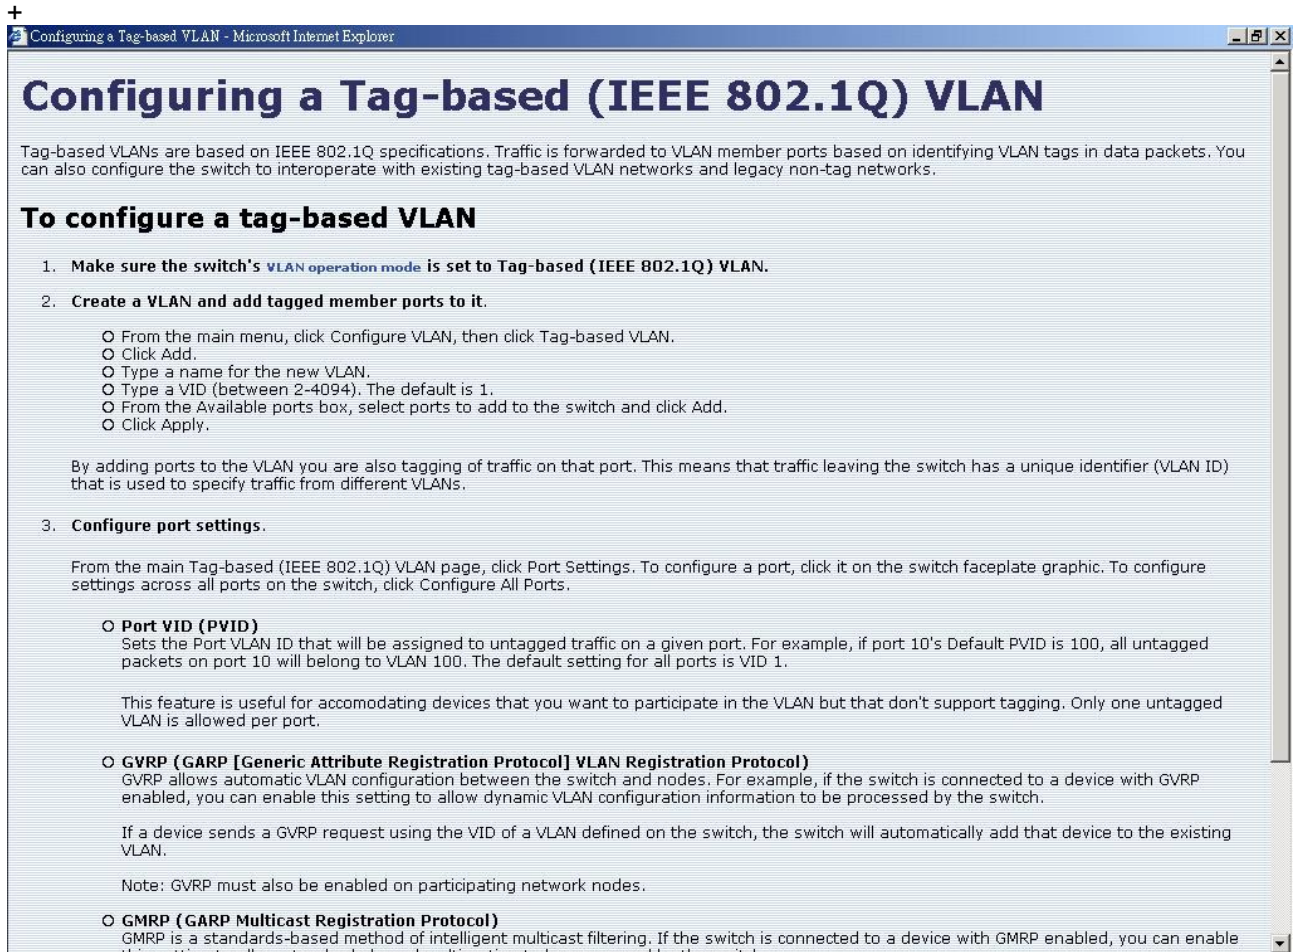 +
Configuring a Tag-based VLAN - Microsoft Internet Explorer
Configuring a Tag-based (IEEE 802.1Q) VLAN
Tag-based VLANs are based on IEEE 802.1Q specifications. Traffic is forwarded to VLAN member ports based on identifying VLAN tags in data packets. You
can also configure the switch to interoperate with existing tag-based VLAN networks and legacy non-tag networks.
To configure a tag-based VLAN
1. Make sure the switch's VLAN operation mode is set to Tag-based (IEEE 802.1Q) VLAN.
2. Create a VLAN and add tagged member ports to it.
From the main menu, click Configure VLAN, then click Tag-based VLAN.
Click Add.
Type a name for the new VLAN.
Type a VID (between 2-4094). The default is 1.
From the Available ports box, select ports to add to the switch and click Add.
Click Apply.
By adding ports to the VLAN you are also tagging of traffic on that port. This means that traffic leaving the switch has a unique identifier (VLAN ID)
that is used to specify traffic from different VLANs.
3. Configure port settings.
From the main Tag-based (IEEE 802.1Q) VLAN page, click Port Settings. To configure a port, click it on the switch faceplate graphic. To configure
settings across all ports on the switch, click Configure All Ports.
Port VID (PVID)
Sets the Port VLAN ID that will be assigned to untagged traffic on a given port. For example, if port 10's Default PVID is 100, all untagged
packets on port 10 will belong to VLAN 100. The default setting for all ports is VID 1.
This feature is useful for accomodating devices that you want to participate in the VLAN but that don't support tagging. Only one untagged
VLAN is allowed per port.
GVRP (GARP [Generic Attribute Registration Protocol] VLAN Registration Protocol)
GVRP allows automatic VLAN configuration between the switch and nodes. For example, if the switch is connected to a device with GVRP
enabled, you can enable this setting to allow dynamic VLAN configuration information to be processed by the switch.
If a device sends a GVRP request using the VID of a VLAN defined on the switch, the switch will automatically add that device to the existing
VLAN.
Note: GVRP must also be enabled on participating network nodes.
GMRP (GARP Multicast Registration Protocol)
GMRP is a standards-based method of intelligent multicast filtering. If the switch is connected to a device with GMRP enabled, you can enable